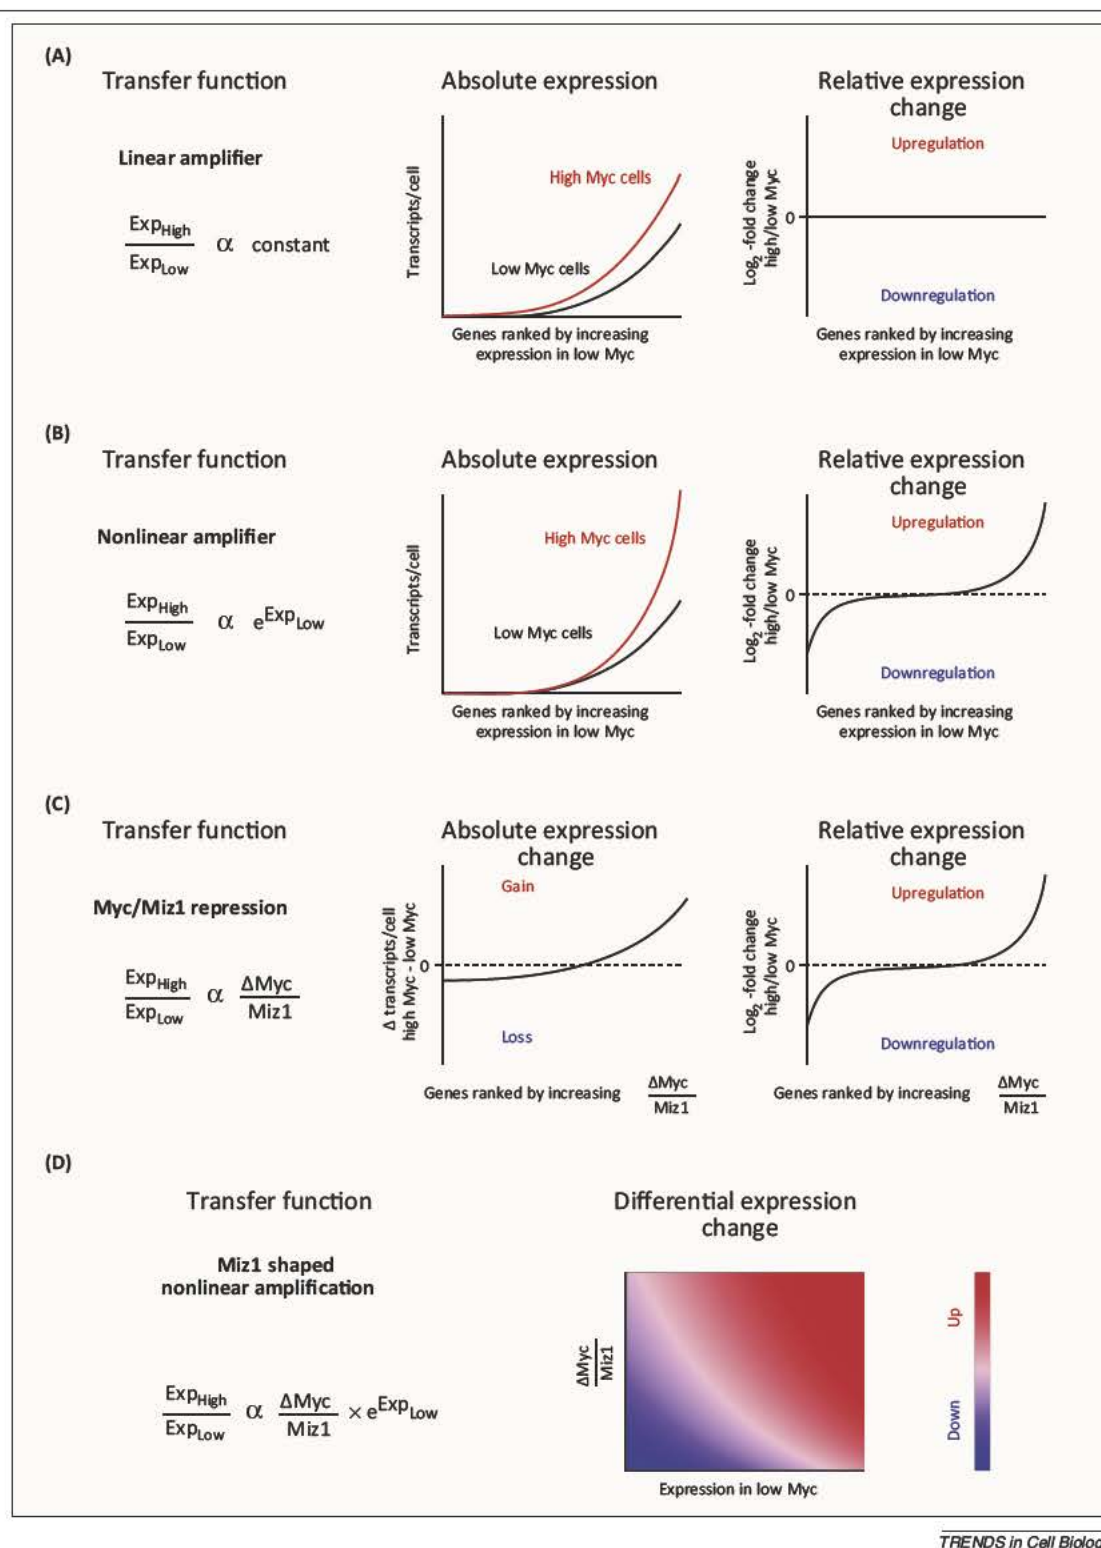 (A)
Transfer function
Linear amplifier
Exp_High
Exp_Low
α constant
Absolute expression
Transcripts/cell
High Myc cells
Low Myc cells
Genes ranked by increasing
expression in low Myc
Relative expression
change
Log₂ -fold change
high/low Myc
Upregulation
0
Downregulation
Genes ranked by increasing
expression in low Myc
(B)
Transfer function
Nonlinear amplifier
Exp_High
Exp_Low
α e^Exp_Low
Absolute expression
Transcripts/cell
High Myc cells
Low Myc cells
Genes ranked by increasing
expression in low Myc
Relative expression
change
Log₂ -fold change
high/low Myc
Upregulation
0
Downregulation
Genes ranked by increasing
expression in low Myc
(C)
Transfer function
Myc/Miz1 repression
Exp_High
Exp_Low
α
ΔMyc
Miz1
Absolute expression
change
Δ transcripts/cell
high Myc - low Myc
Gain
0
Loss
Genes ranked by increasing
ΔMyc
Miz1
Relative expression
change
Log₂ -fold change
high/low Myc
Upregulation
0
Downregulation
Genes ranked by increasing
ΔMyc
Miz1
(D)
Transfer function
Miz1 shaped
nonlinear amplification
Exp_High
Exp_Low
α
ΔMyc
Miz1
× e^Exp_Low
Differential expression
change
ΔMyc
Miz1
Expression in low Myc
Up
Down
TRENDS in Cell Biolog